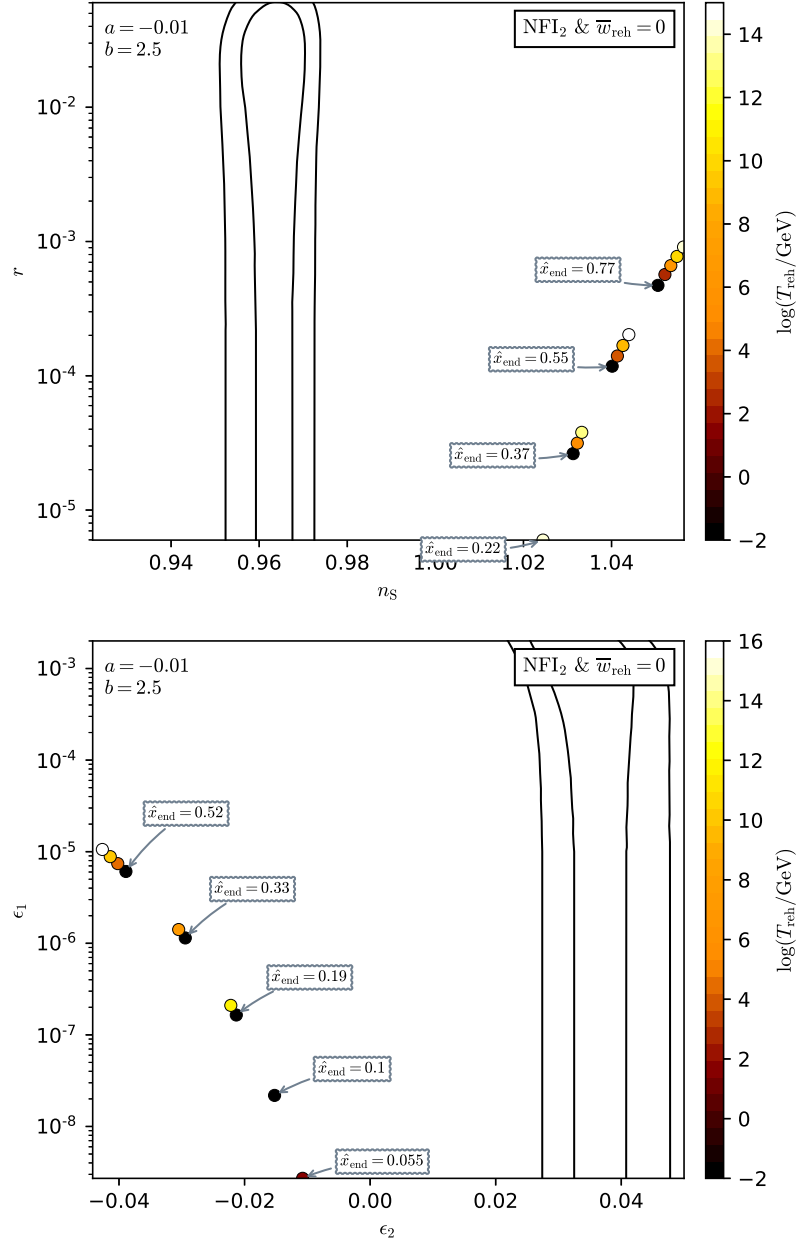 a = −0.01
b = 2.5
NFI₂ & w̅_reh = 0
10⁻²
10⁻³
10⁻⁴
10⁻⁵
r
x̂_end = 0.77
x̂_end = 0.55
x̂_end = 0.37
x̂_end = 0.22
0.94 0.96 0.98 1.00 1.02 1.04
n_S
14
12
10
8
6
4
2
0
−2
log(T_reh/GeV)
a = −0.01
b = 2.5
NFI₂ & w̅_reh = 0
10⁻³
10⁻⁴
10⁻⁵
10⁻⁶
10⁻⁷
10⁻⁸
ϵ₁
x̂_end = 0.52
x̂_end = 0.33
x̂_end = 0.19
x̂_end = 0.1
x̂_end = 0.055
−0.04 −0.02 0.00 0.02 0.04
ϵ₂
16
14
12
10
8
6
4
2
0
−2
log(T_reh/GeV)